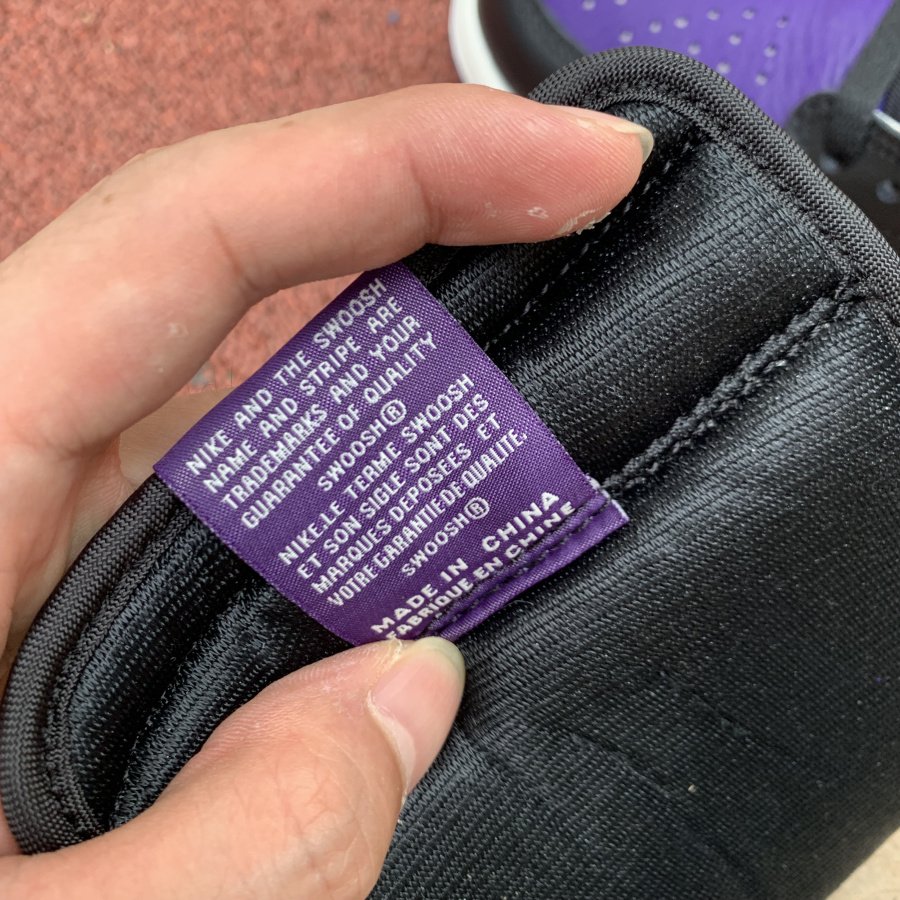 NIKE AND THE SWOOSH
NAME AND STRIPE ARE
TRADEMARKS AND YOUR
GUARANTEE OF QUALITY
SWOOSH®
NIKE.LE TERME SWOOSH
ET SON SIGLE SONT DES
MARQUES DEPOSÉES ET
VOTRE GARANTIE DE QUALITE.
SWOOSH®
MADE IN CHINA
FABRIQUE EN CHINE